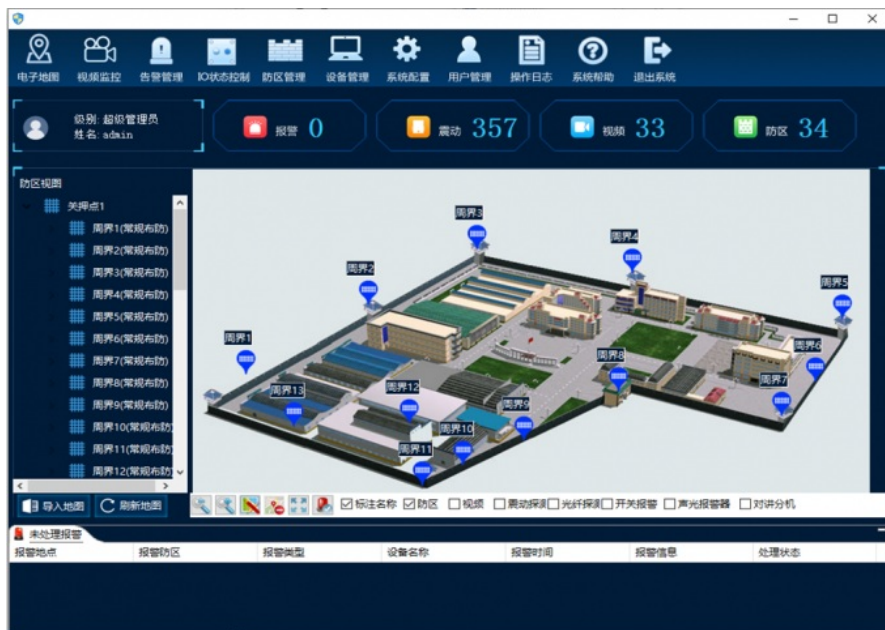 电子地图 视频监控 告警管理 IO状态控制 防区管理 设备管理 系统配置 用户管理 操作日志 系统帮助 退出系统
级别: 超级管理员
姓名: admin
报警 0 震动 357 视频 33 防区 34
防区视图
关押点1
周界1(常规布防)
周界2(常规布防)
周界3(常规布防)
周界4(常规布防)
周界5(常规布防)
周界6(常规布防)
周界7(常规布防)
周界8(常规布防)
周界9(常规布防)
周界10(常规布防
周界11(常规布防
周界12(常规布防
周界3
周界4
周界2
周界5
周界1
周界6
周界8
周界7
周界13
周界12
周界9
周界10
周界11
导入地图 刷新地图
标注名称 防区 视频 震动探测 光纤探测 开关报警 声光报警器 对讲分机
未处理报警
报警地点 报警防区 报警类型 设备名称 报警时间 报警信息 处理状态